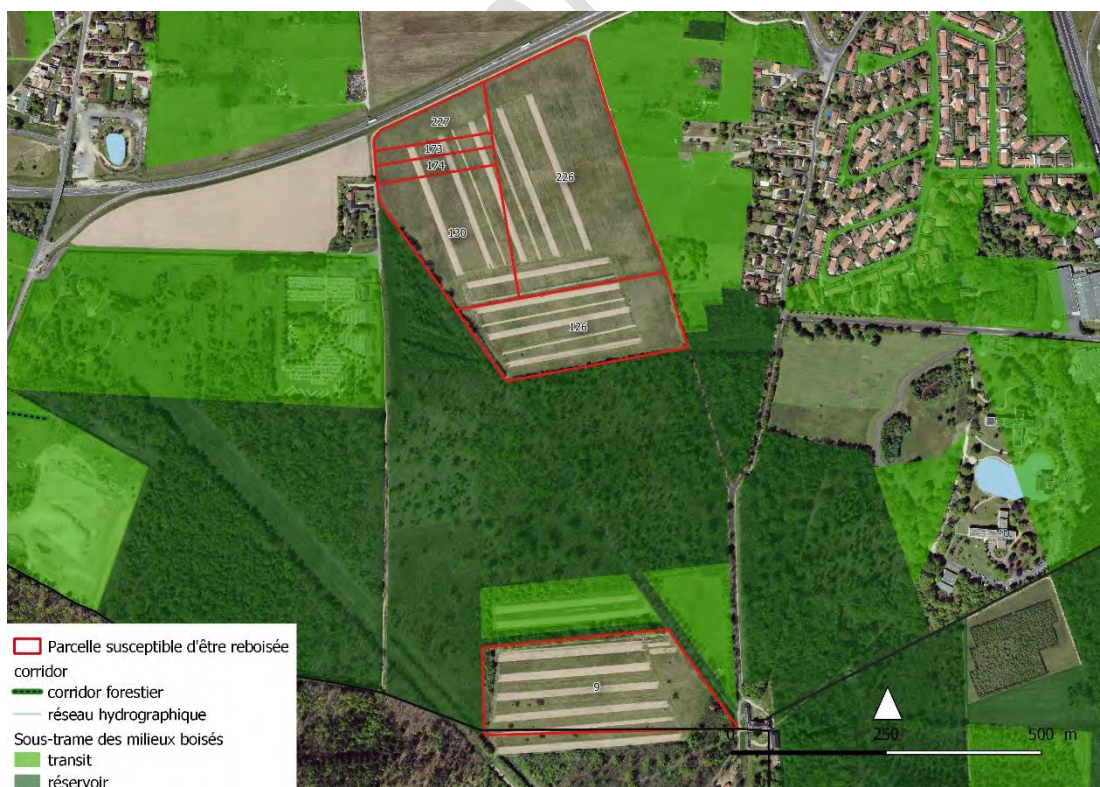 227
173
174
226
130
126
9
Parcelle susceptible d'être reboisée
corridor
corridor forestier
réseau hydrographique
Sous-trame des milieux boisés
transit
réservoir
0 250 500 m